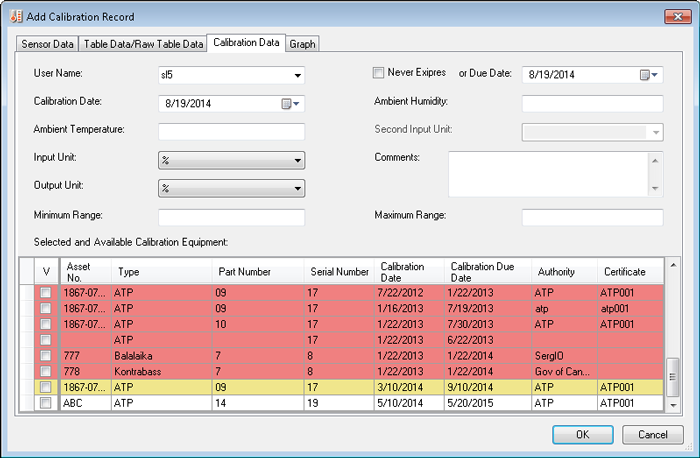 Add Calibration Record
Sensor Data Table Data/Raw Table Data Calibration Data Graph
User Name: sl5 Never Expires or Due Date: 8/19/2014
Calibration Date: 8/19/2014 Ambient Humidity:
Ambient Temperature: Second Input Unit:
Input Unit: % Comments:
Output Unit: %
Minimum Range: Maximum Range:
Selected and Available Calibration Equipment:
V Asset No. Type Part Number Serial Number Calibration Date Calibration Due Date Authority Certificate
1867-07... ATP 09 17 7/22/2012 1/22/2013 ATP ATP001
1867-07... ATP 09 17 1/16/2013 7/19/2013 atp atp001
1867-07... ATP 10 17 1/22/2013 7/30/2013 ATP ATP001
ATP 17 1/22/2013 6/22/2013
777 Balalaika 7 8 1/22/2013 1/22/2014 SergIO
778 Kontrabass 7 8 1/22/2013 1/22/2014 Gov of Can...
1867-07... ATP 09 17 3/10/2014 9/10/2014 ATP ATP001
ABC ATP 14 19 5/10/2014 5/20/2015 ATP ATP001
OK Cancel